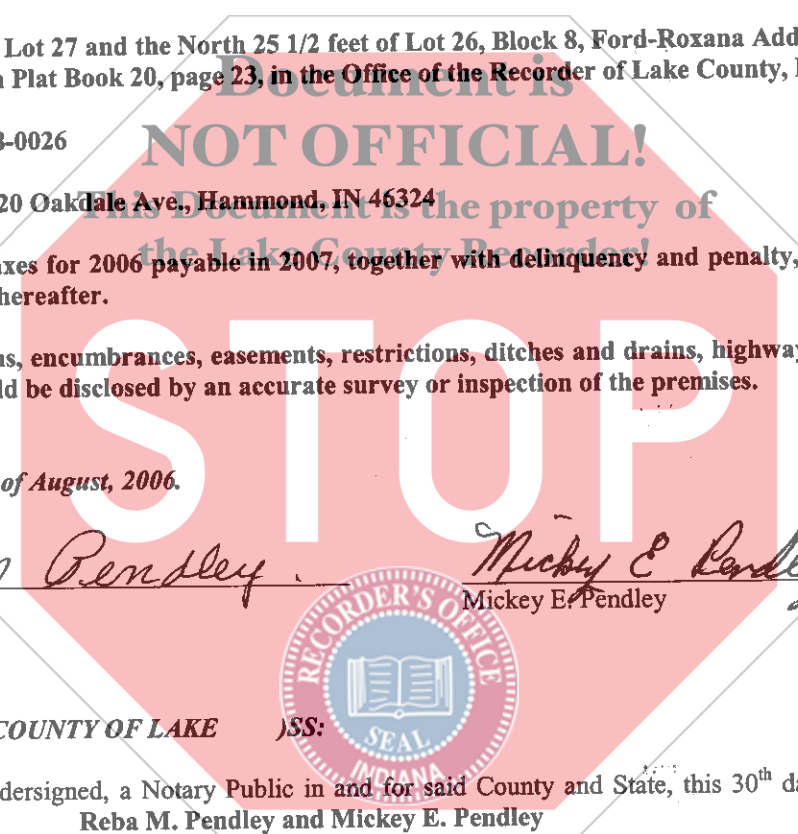 Lot 27 and the North 25 1/2 feet of Lot 26, Block 8, Ford-Roxana Add
Plat Book 20, page 23, in the Office of the Recorder of Lake County,
Document is
-0026
NOT OFFICIAL!
20 Oakdale Ave., Hammond, IN 46324
This Document is the property of
axes for 2006 payable in 2007, together with delinquency and penalty,
the Lake County Recorder!
hereafter.
ns, encumbrances, easements, restrictions, ditches and drains, highway
ld be disclosed by an accurate survey or inspection of the premises.
STOP
of August, 2006.
Pendley
Mickey E Pendle
Mickey E. Pendley
RECORDER'S OFFICE
SEAL
INDIANA
COUNTY OF LAKE )SS:
dersigned, a Notary Public in and for said County and State, this 30th da
Reba M. Pendley and Mickey E. Pendley